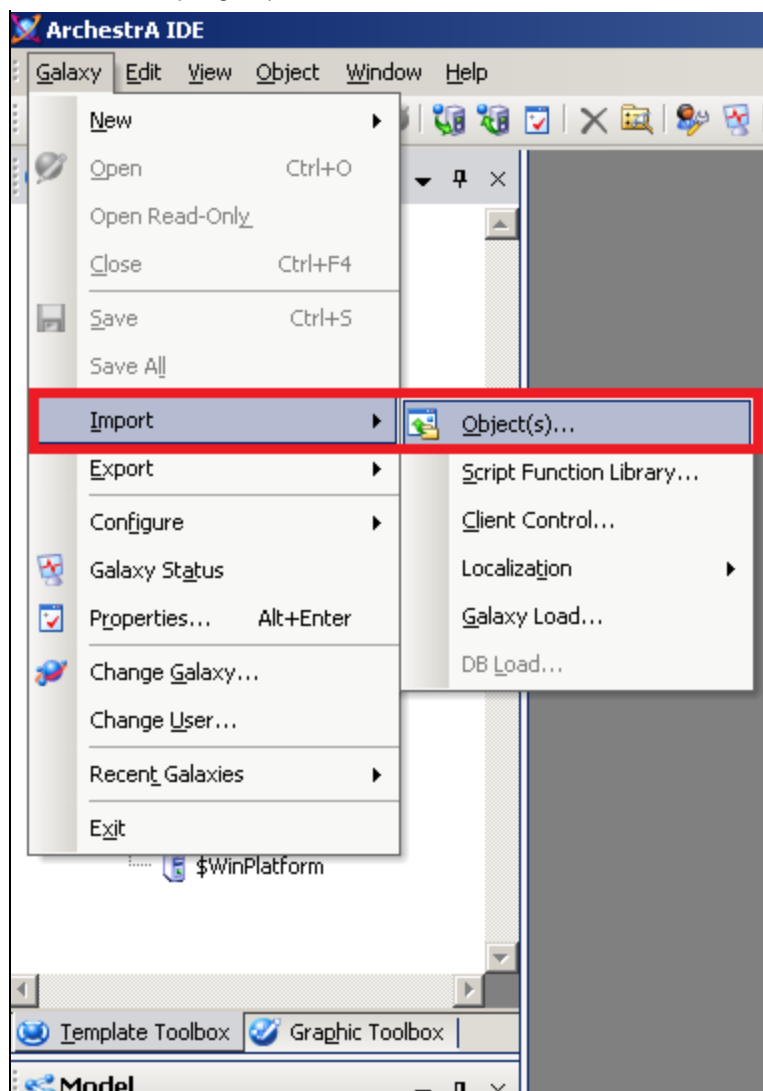 ArchestrA IDE
Galaxy Edit View Object Window Help
New
Open Ctrl+O
Open Read-Only
Close Ctrl+F4
Save Ctrl+S
Save All
Import Object(s)...
Export Script Function Library...
Configure Client Control...
Galaxy Status Localization
Properties... Alt+Enter Galaxy Load...
Change Galaxy... DB Load...
Change User...
Recent Galaxies
Exit
$WinPlatform
Template Toolbox Graphic Toolbox
Model